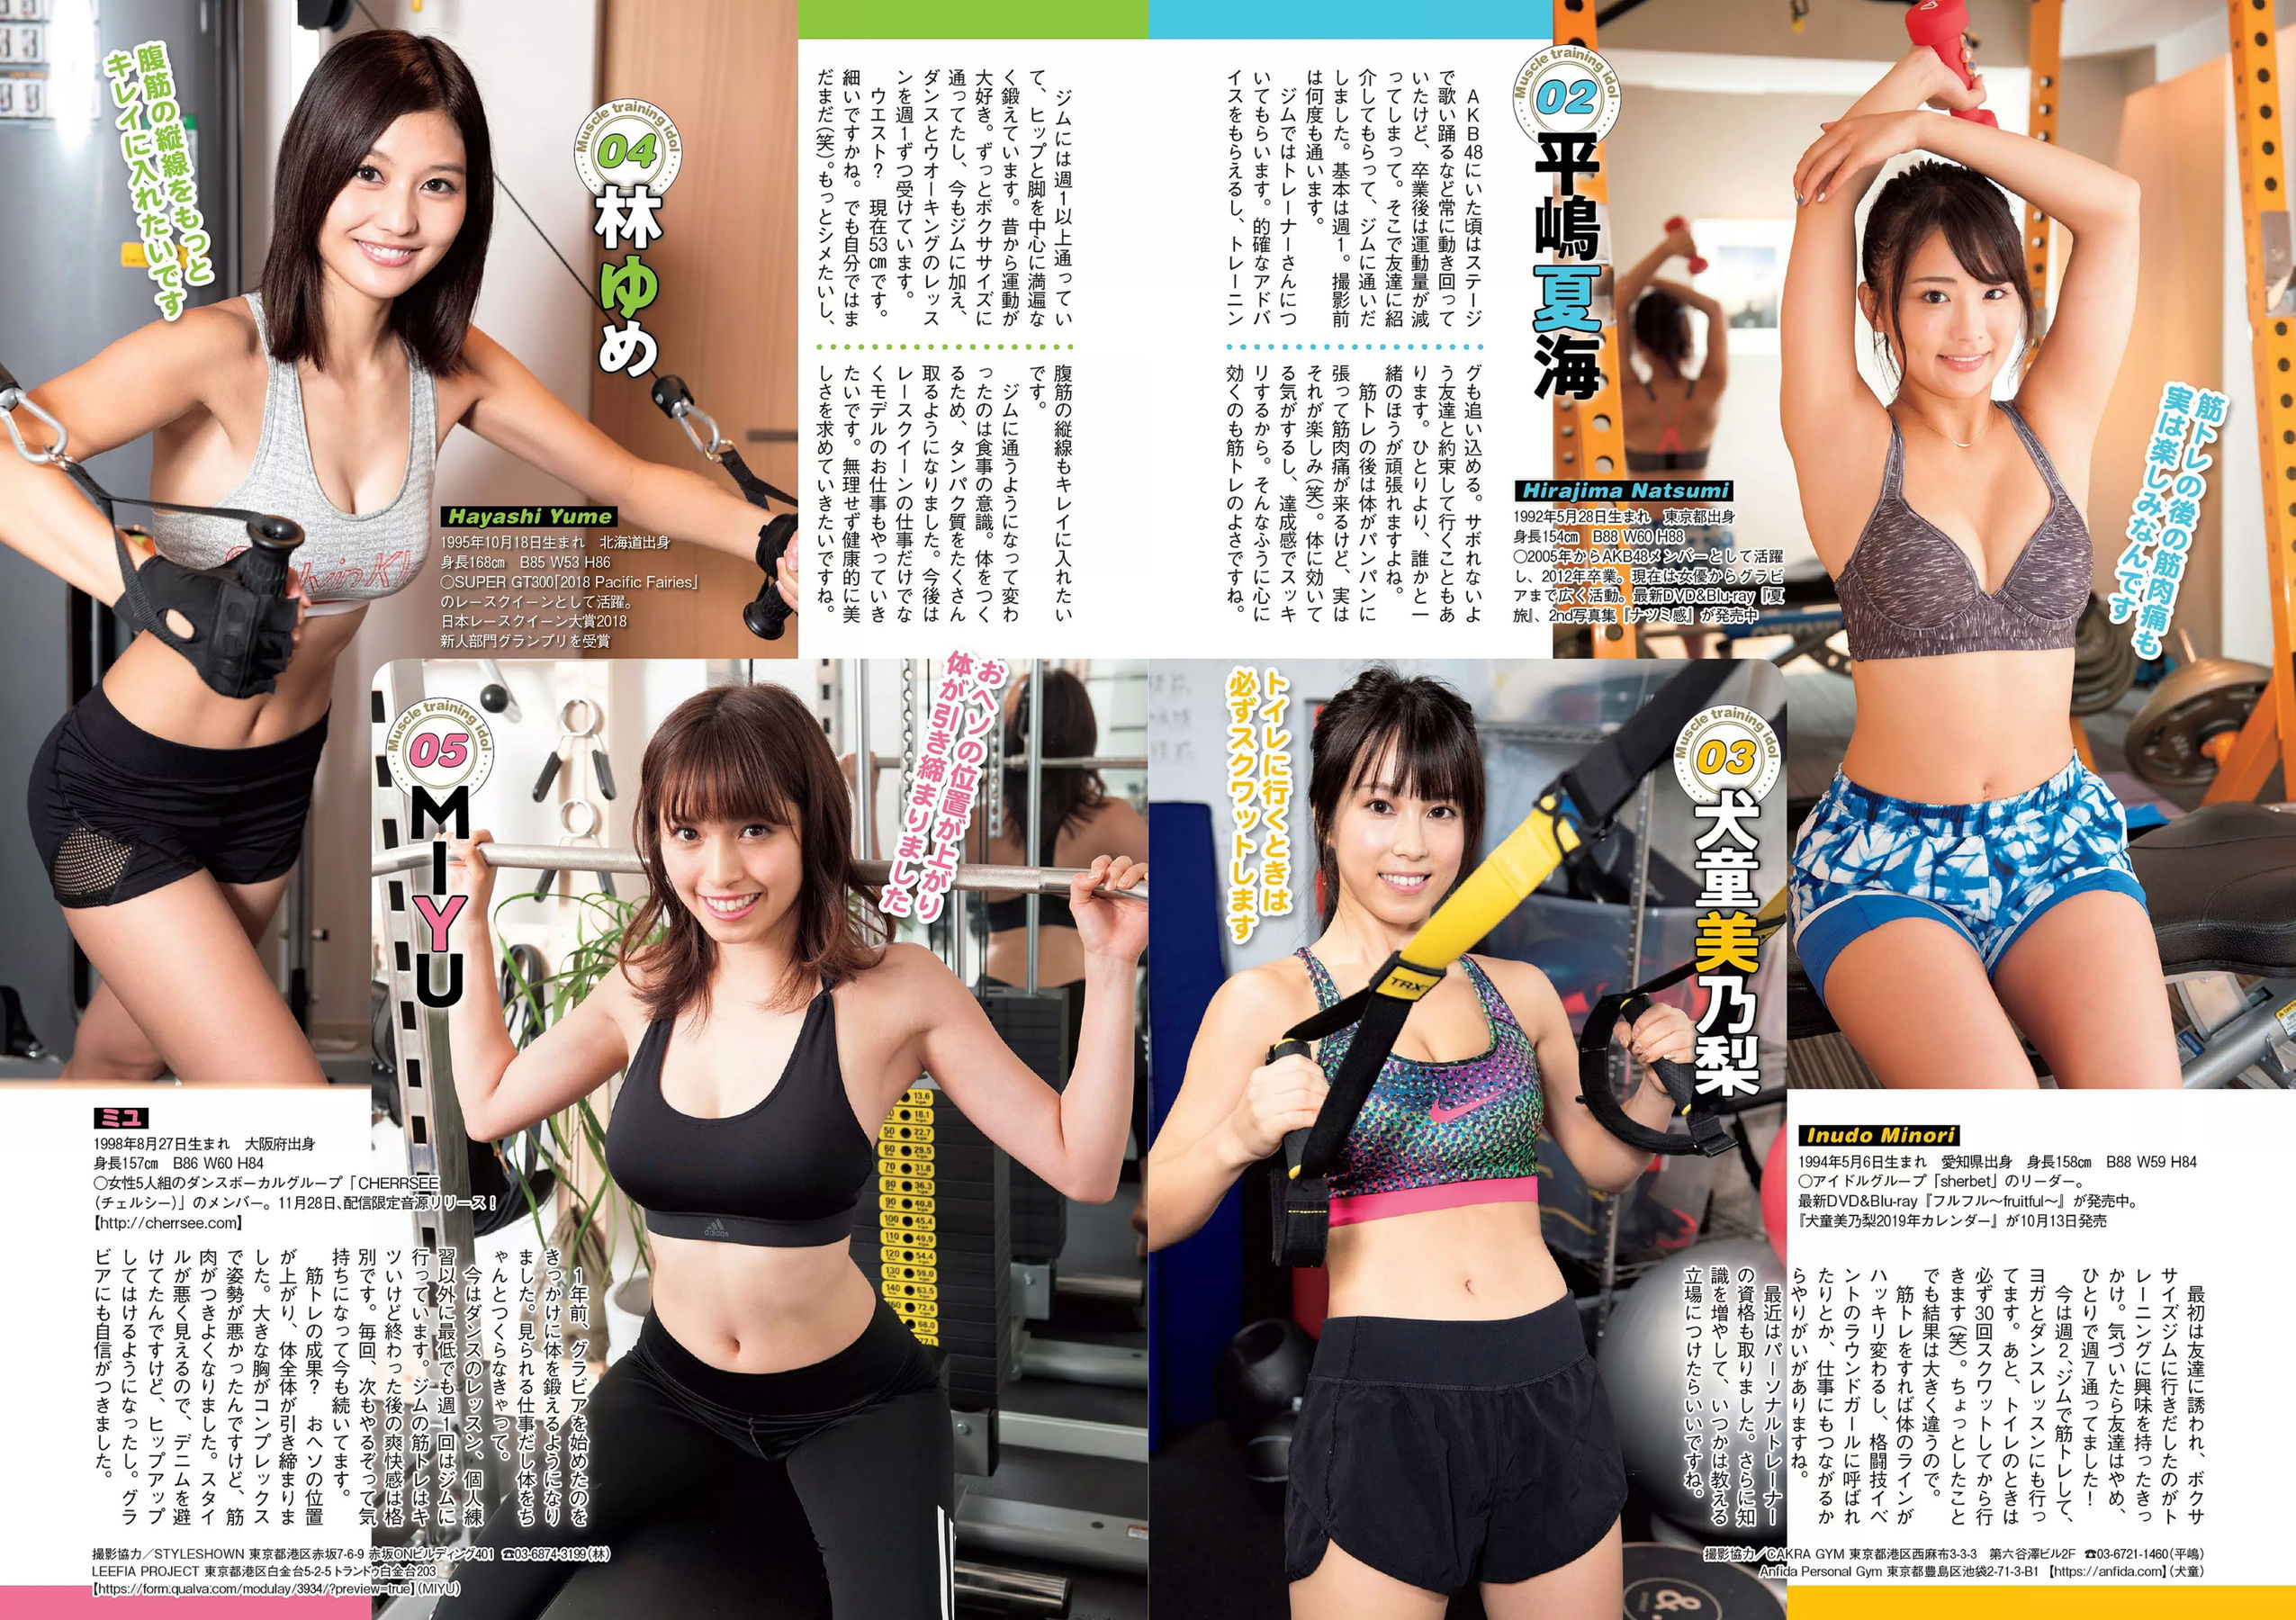 Muscle training idol
02
平嶋夏海
筋トレの後の筋肉痛も
実は楽しみなんです
Hirajima Natsumi
1992年5月28日生まれ　東京都出身
身長154㎝　B88 W60 H88
○2005年からAKB48メンバーとして活躍
し、2012年卒業。現在は女優からグラビ
アまで広く活動。最新DVD&Blu-ray『夏
旅』、2nd写真集『ナツミ感』が発売中
AKB48にいた頃はステージ
で歌い踊るなど常に動き回って
いたけど、卒業後は運動量が減
ってしまって。そこで友達に紹
介してもらって、ジムに通いだ
しました。基本は週1。撮影前
は何度も通います。
ジムではトレーナーさんにつ
いてもらいます。的確なアドバ
イスをもらえるし、トレーニン
グも追い込める。サボれないよ
う友達と約束して行くこともあ
ります。ひとりより、誰かと一
緒のほうが頑張れますよね。
筋トレの後は体がパンパンに
張って筋肉痛が来るけど、実は
それが楽しみ(笑)。体に効いて
る気がするし、達成感でスッキ
リするから。そんなふうに心に
効くのも筋トレのよさですね。
Muscle training idol
03
犬童美乃梨
トイレに行くときは
必ずスクワットします
TRX
Inudo Minori
1994年5月6日生まれ　愛知県出身　身長158㎝　B88 W59 H84
○アイドルグループ「sherbet」のリーダー。
最新DVD&Blu-ray『フルフル〜fruitful〜』が発売中。
『犬童美乃梨2019年カレンダー』が10月13日発売
最初は友達に誘われ、ボクサ
サイズジムに行きだしたのがト
レーニングに興味を持ったきっ
かけ。気づいたら友達はやめ、
ひとりで週7通ってました！
今は週2、ジムで筋トレして、
ヨガとダンスレッスンにも行っ
てます。あと、トイレのときは
必ず30回スクワットしてから行
きます(笑)。ちょっとしたこと
でも結果は大きく違うので。
筋トレをすれば体のラインが
ハッキリ変わるし、格闘技イベ
ントのラウンドガールに呼ばれ
たりとか、仕事にもつながるか
らやりがいがありますね。
最近はパーソナルトレーナー
の資格も取りました。さらに知
識を増やして、いつかは教える
立場につけたらいいですね。
撮影協力／CAKRA GYM 東京都港区西麻布3-3-3　第六谷澤ビル2F　☎03-6721-1460(平嶋)
Anfida Personal Gym 東京都豊島区池袋2-71-3-B1 【https://anfida.com】(犬童)
Muscle training idol
04
林ゆめ
腹筋の縦線をもっと
キレイに入れたいです
Hayashi Yume
1995年10月18日生まれ　北海道出身
身長168㎝　B85 W53 H86
○SUPER GT300「2018 Pacific Fairies」
のレースクイーンとして活躍。
日本レースクイーン大賞2018
新人部門グランプリを受賞
ジムには週1以上通ってい
て、ヒップと脚を中心に満遍な
く鍛えています。昔から運動が
大好き。ずっとボクササイズに
通ってたし、今もジムに加え、
ダンスとウオーキングのレッス
ンを週1ずつ受けています。
ウエスト？　現在53㎝です。
細いですかね。でも自分ではま
だまだ(笑)。もっとシメたいし、
腹筋の縦線もキレイに入れたい
です。
ジムに通うようになって変わ
ったのは食事の意識。体をつく
るため、タンパク質をたくさん
取るようになりました。今後は
レースクイーンの仕事だけでな
くモデルのお仕事もやっていき
たいです。無理せず健康的に美
しさを求めていきたいですね。
Muscle training idol
05
MIYU
おヘソの位置が上がり
体が引き締まりました
adidas
ミユ
1998年8月27日生まれ　大阪府出身
身長157㎝　B86 W60 H84
○女性5人組のダンスボーカルグループ「CHERRSEE
（チェルシー）」のメンバー。11月28日、配信限定音源リリース！
【http://cherrsee.com】
1年前、グラビアを始めたのを
きっかけに体を鍛えるようになり
ました。見られる仕事だし体をち
ゃんとつくらなきゃって。
今はダンスのレッスン、個人練
習以外に最低でも週1回はジムに
行っています。ジムの筋トレはキ
ツいけど終わった後の爽快感は格
別です。毎回、次もやるぞって気
持ちになって今も続いてます。
筋トレの成果？　おヘソの位置
が上がり、体全体が引き締まりま
した。大きな胸がコンプレックス
で姿勢が悪かったんですけど、筋
肉がつきよくなりました。スタイ
ルが悪く見えるので、デニムを避
けてたんですけど、ヒップアップ
してはけるようになったし。グラ
ビアにも自信がつきました。
撮影協力／STYLESHOWN 東京都港区赤坂7-6-9 赤坂ONビルディング401　☎03-6874-3199(林)
LEEFIA PROJECT 東京都港区白金台5-2-5トランドゥ白金台203
【https://form.qualva.com/modulay/3934/?preview=true】(MIYU)